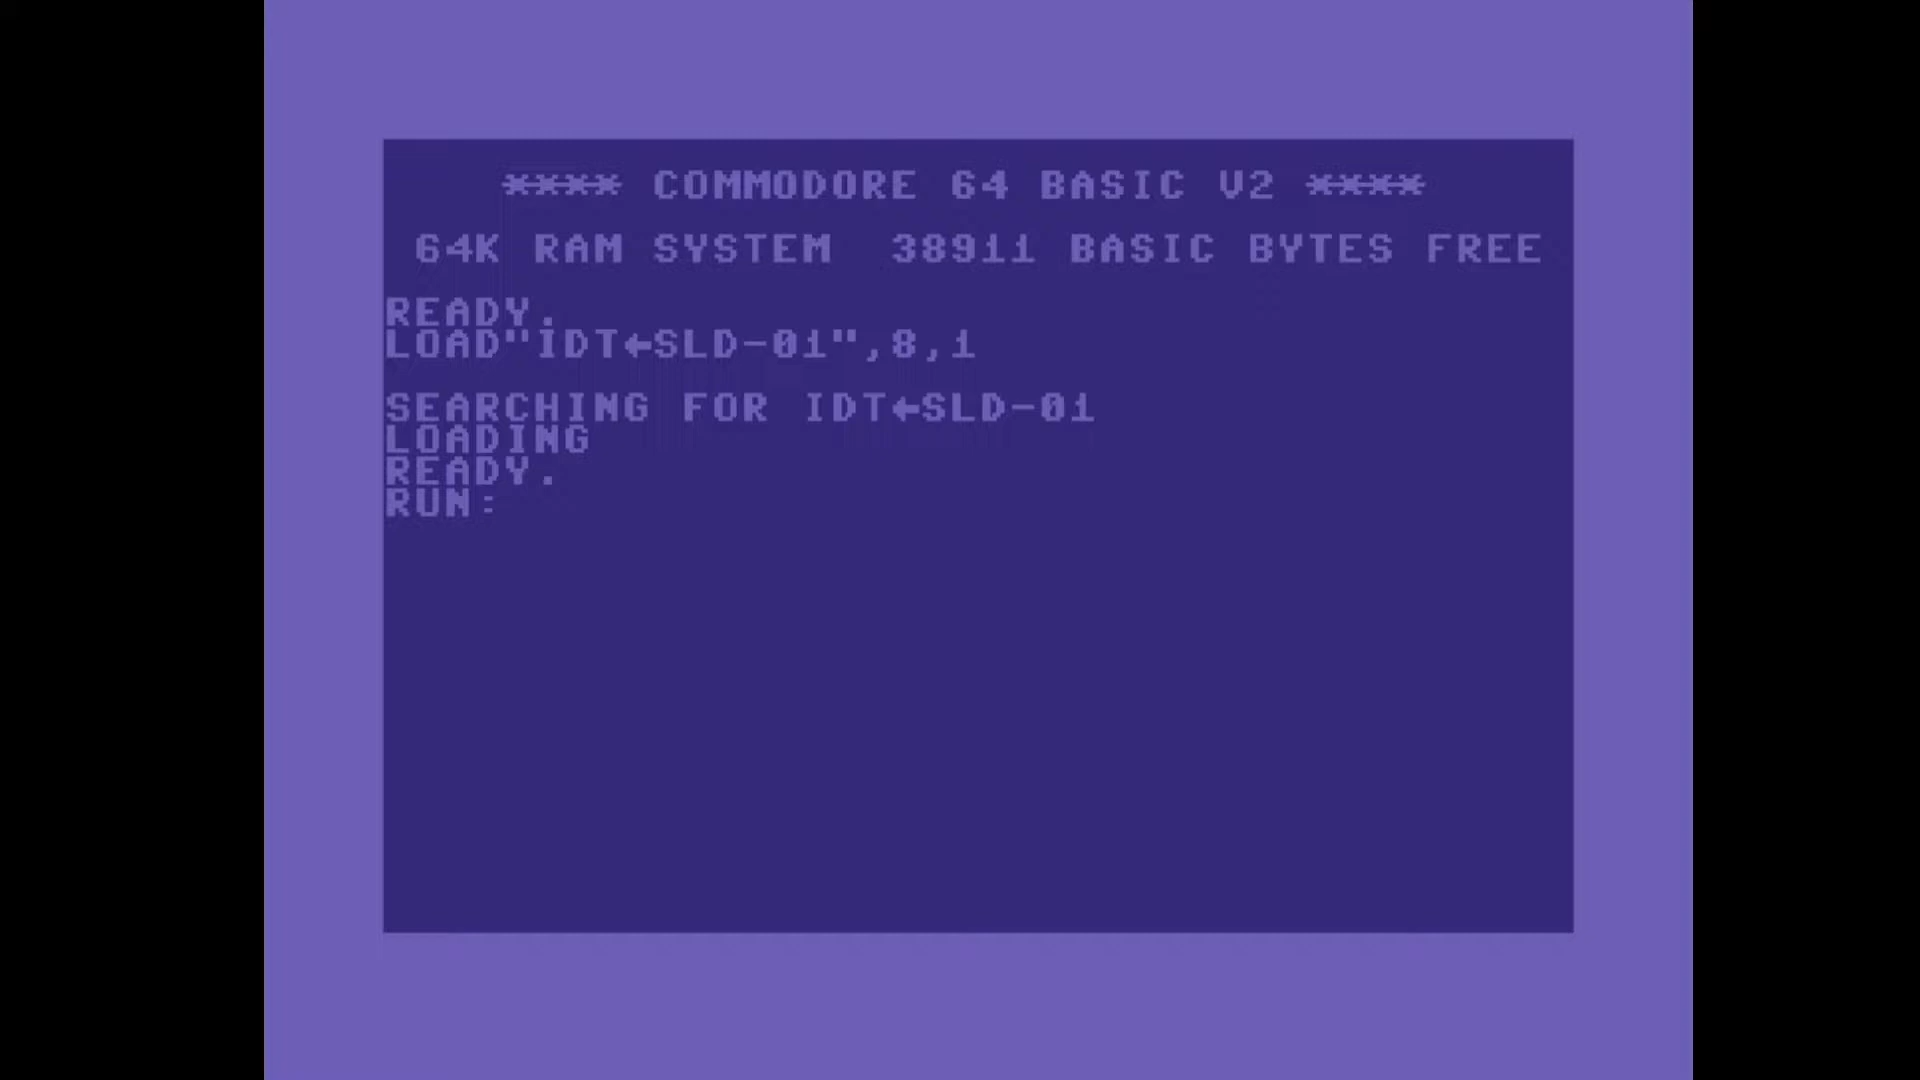 **** COMMODORE 64 BASIC V2 ****
64K RAM SYSTEM  38911 BASIC BYTES FREE
READY.
LOAD"IDT←SLD-01",8,1
SEARCHING FOR IDT←SLD-01
LOADING
READY.
RUN: